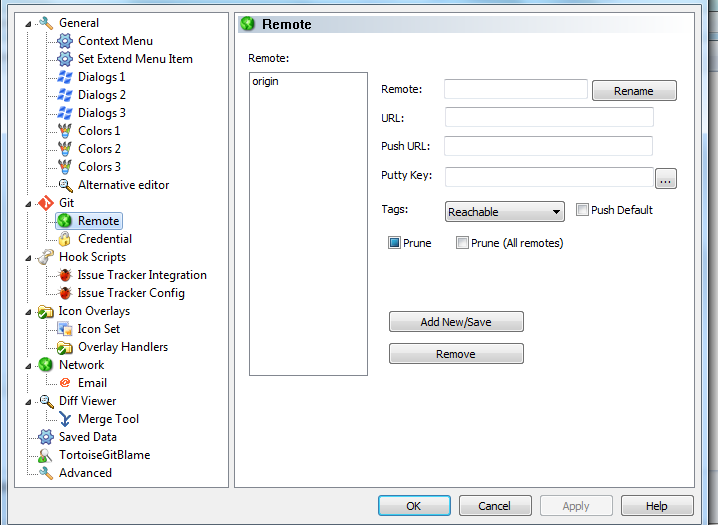 General
Context Menu
Set Extend Menu Item
Dialogs 1
Dialogs 2
Dialogs 3
Colors 1
Colors 2
Colors 3
Alternative editor
Git
Remote
Credential
Hook Scripts
Issue Tracker Integration
Issue Tracker Config
Icon Overlays
Icon Set
Overlay Handlers
Network
Email
Diff Viewer
Merge Tool
Saved Data
TortoiseGitBlame
Advanced
Remote
Remote:
origin
Remote:
Rename
URL:
Push URL:
Putty Key:
...
Tags:
Reachable
Push Default
Prune
Prune (All remotes)
Add New/Save
Remove
OK
Cancel
Apply
Help